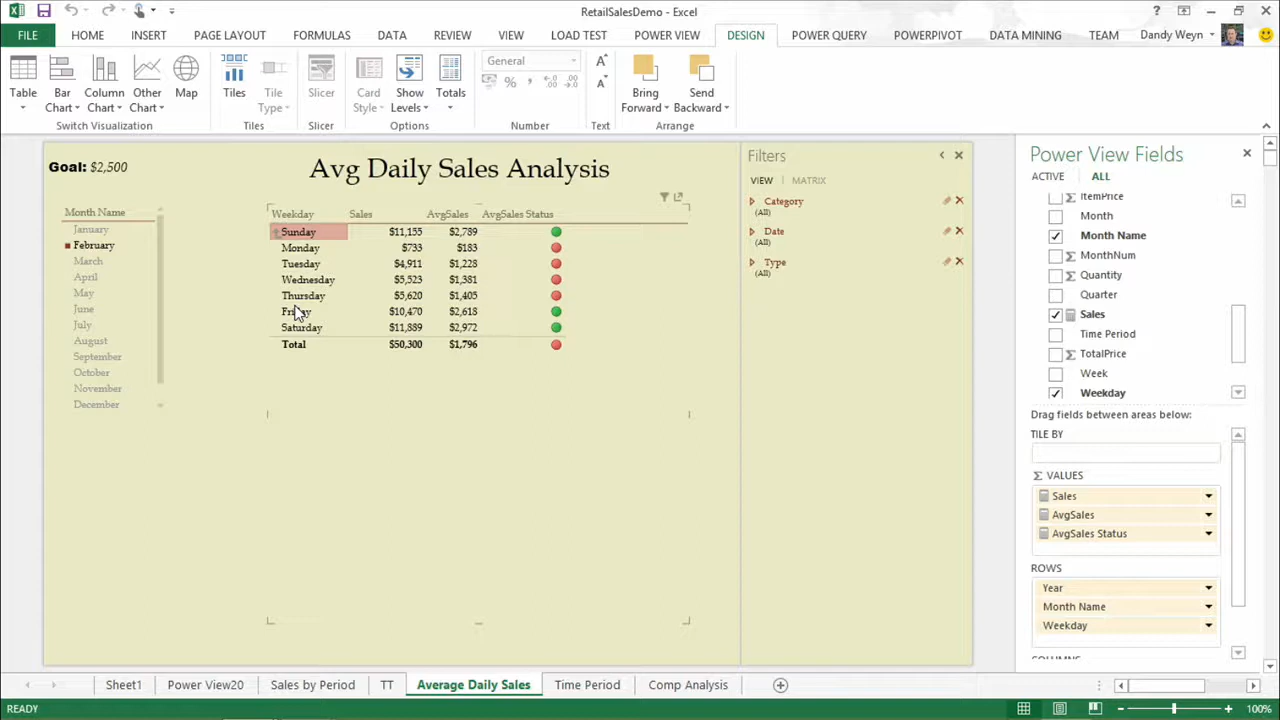 RetailSalesDemo - Excel
FILE HOME INSERT PAGE LAYOUT FORMULAS DATA REVIEW VIEW LOAD TEST POWER VIEW DESIGN POWER QUERY POWERPIVOT DATA MINING TEAM Dandy Weyn
Table
Bar Chart
Column Chart
Other Chart
Map
Switch Visualization
Tiles
Tile Type
Tiles
Slicer
Slicer
Card Style
Show Levels
Totals
Options
General
%
Number
A A
Text
Bring Forward
Send Backward
Arrange
Goal: $2,500
Avg Daily Sales Analysis
Month Name
January
February
March
April
May
June
July
August
September
October
November
December
Weekday Sales AvgSales AvgSales Status
Sunday $11,155 $2,789
Monday $733 $183
Tuesday $4,911 $1,228
Wednesday $5,523 $1,381
Thursday $5,620 $1,405
Friday $10,470 $2,618
Saturday $11,889 $2,972
Total $50,300 $1,796
Filters
VIEW MATRIX
Category
(All)
Date
(All)
Type
(All)
Power View Fields
ACTIVE ALL
ItemPrice
Month
Month Name
MonthNum
Quantity
Quarter
Sales
Time Period
TotalPrice
Week
Weekday
Drag fields between areas below:
TILE BY
Σ VALUES
Sales
AvgSales
AvgSales Status
ROWS
Year
Month Name
Weekday
COLUMNS
Sheet1 Power View20 Sales by Period TT Average Daily Sales Time Period Comp Analysis
READY
100%